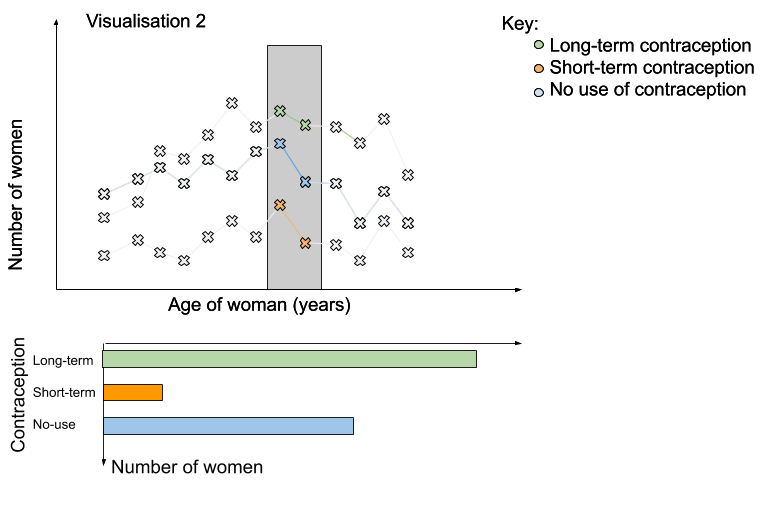 Visualisation 2
Key:
Long-term contraception
Short-term contraception
No use of contraception
Number of women
Age of woman (years)
Contraception
Long-term
Short-term
No-use
Number of women